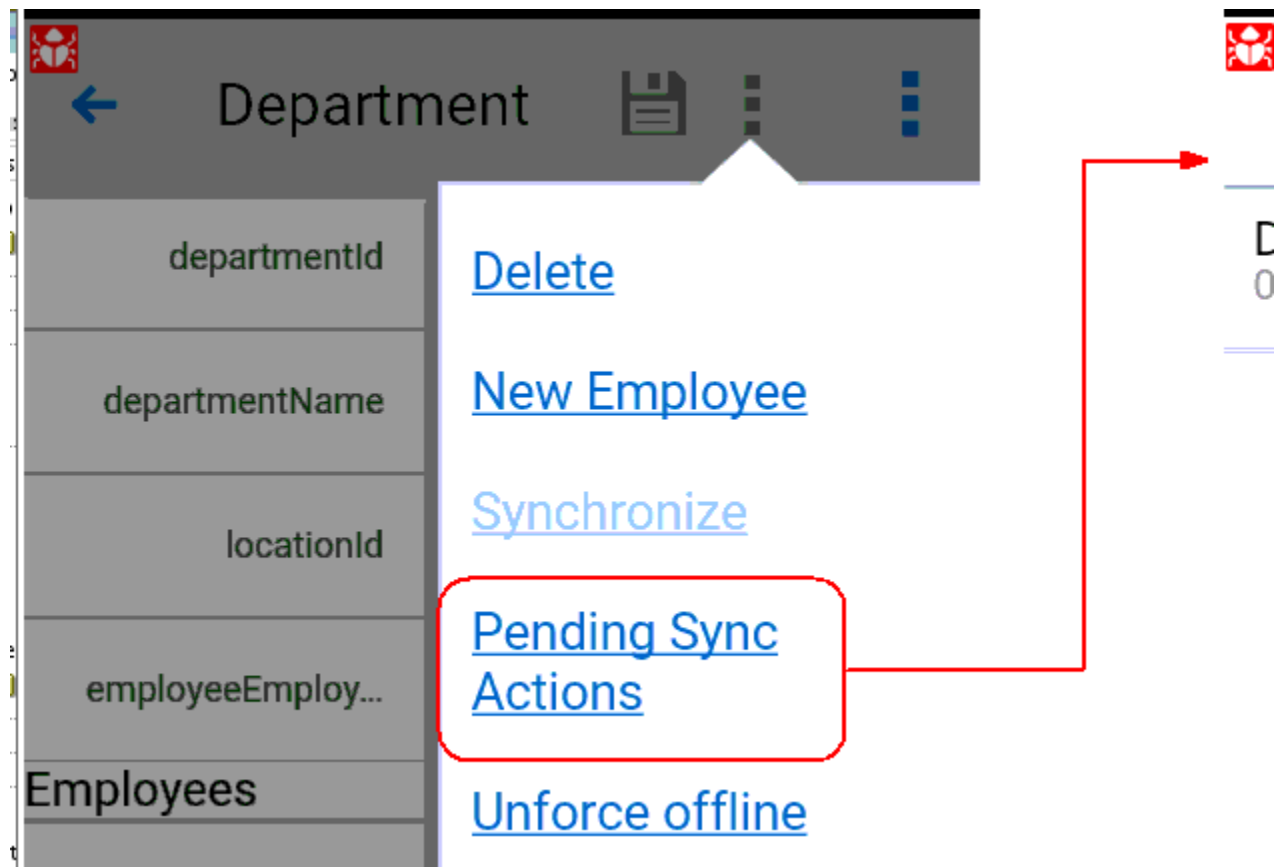 Department
departmentId
departmentName
locationId
employeeEmploy...
Employees
Delete
New Employee
Synchronize
Pending Sync
Actions
Unforce offline